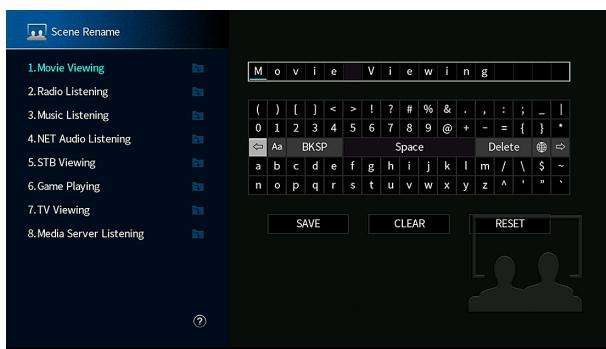 Scene Rename
1.Movie Viewing
2.Radio Listening
3.Music Listening
4.NET Audio Listening
5.STB Viewing
6.Game Playing
7.TV Viewing
8.Media Server Listening
?
Movie Viewing
( ) [ ] < > ! ? # % & . , : ; _ |
0 1 2 3 4 5 6 7 8 9 @ + - = { } *
⇦ Aa BKSP Space Delete ⇨
a b c d e f g h i j k l m / \ $ ~
n o p q r s t u v w x y z ^ ' " `
SAVE CLEAR RESET